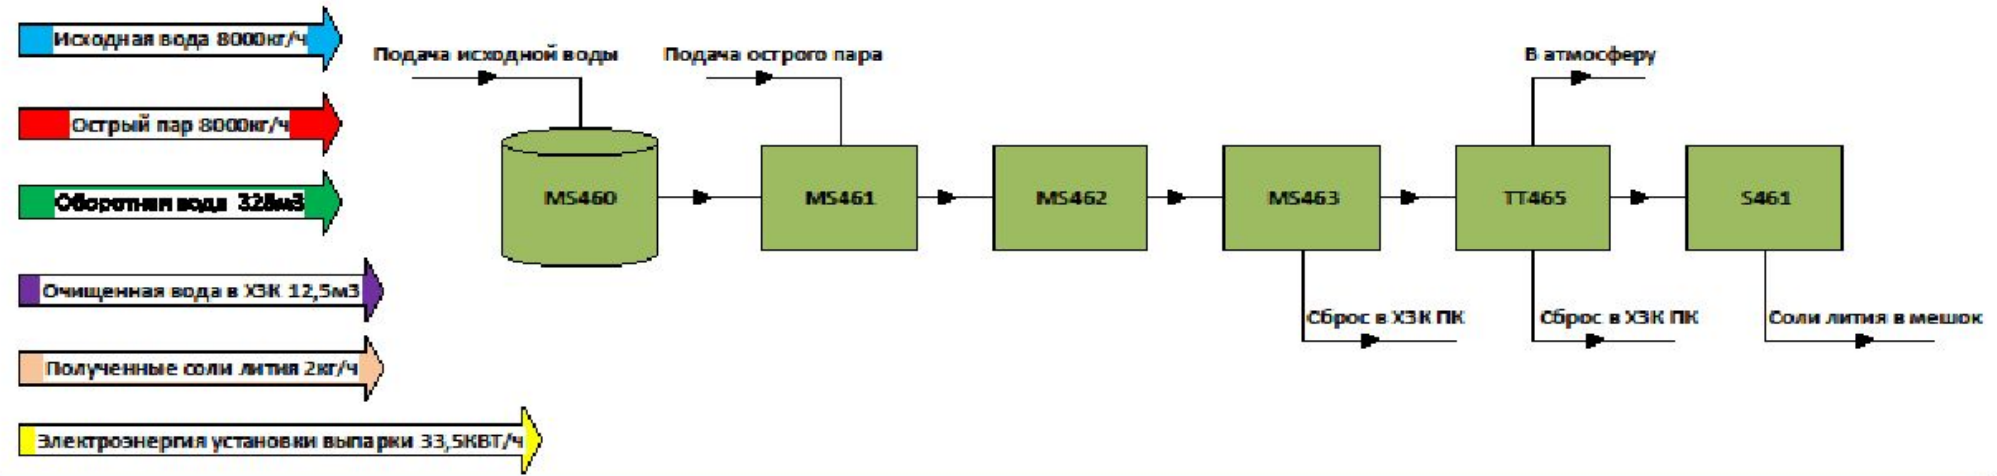 Исходная вода 8000кг/ч
Острый пар 8000кг/ч
Оборотная вода 328м3
Очищенная вода в ХЗК 12,5м3
Полученные соли лития 2кг/ч
Электроэнергия установки выпарки 33,5КВТ/ч
Подача исходной воды
Подача острого пара
В атмосферу
MS460
MS461
MS462
MS463
ТТ465
S461
Сброс в ХЗК ПК
Сброс в ХЗК ПК
Соли лития в мешок